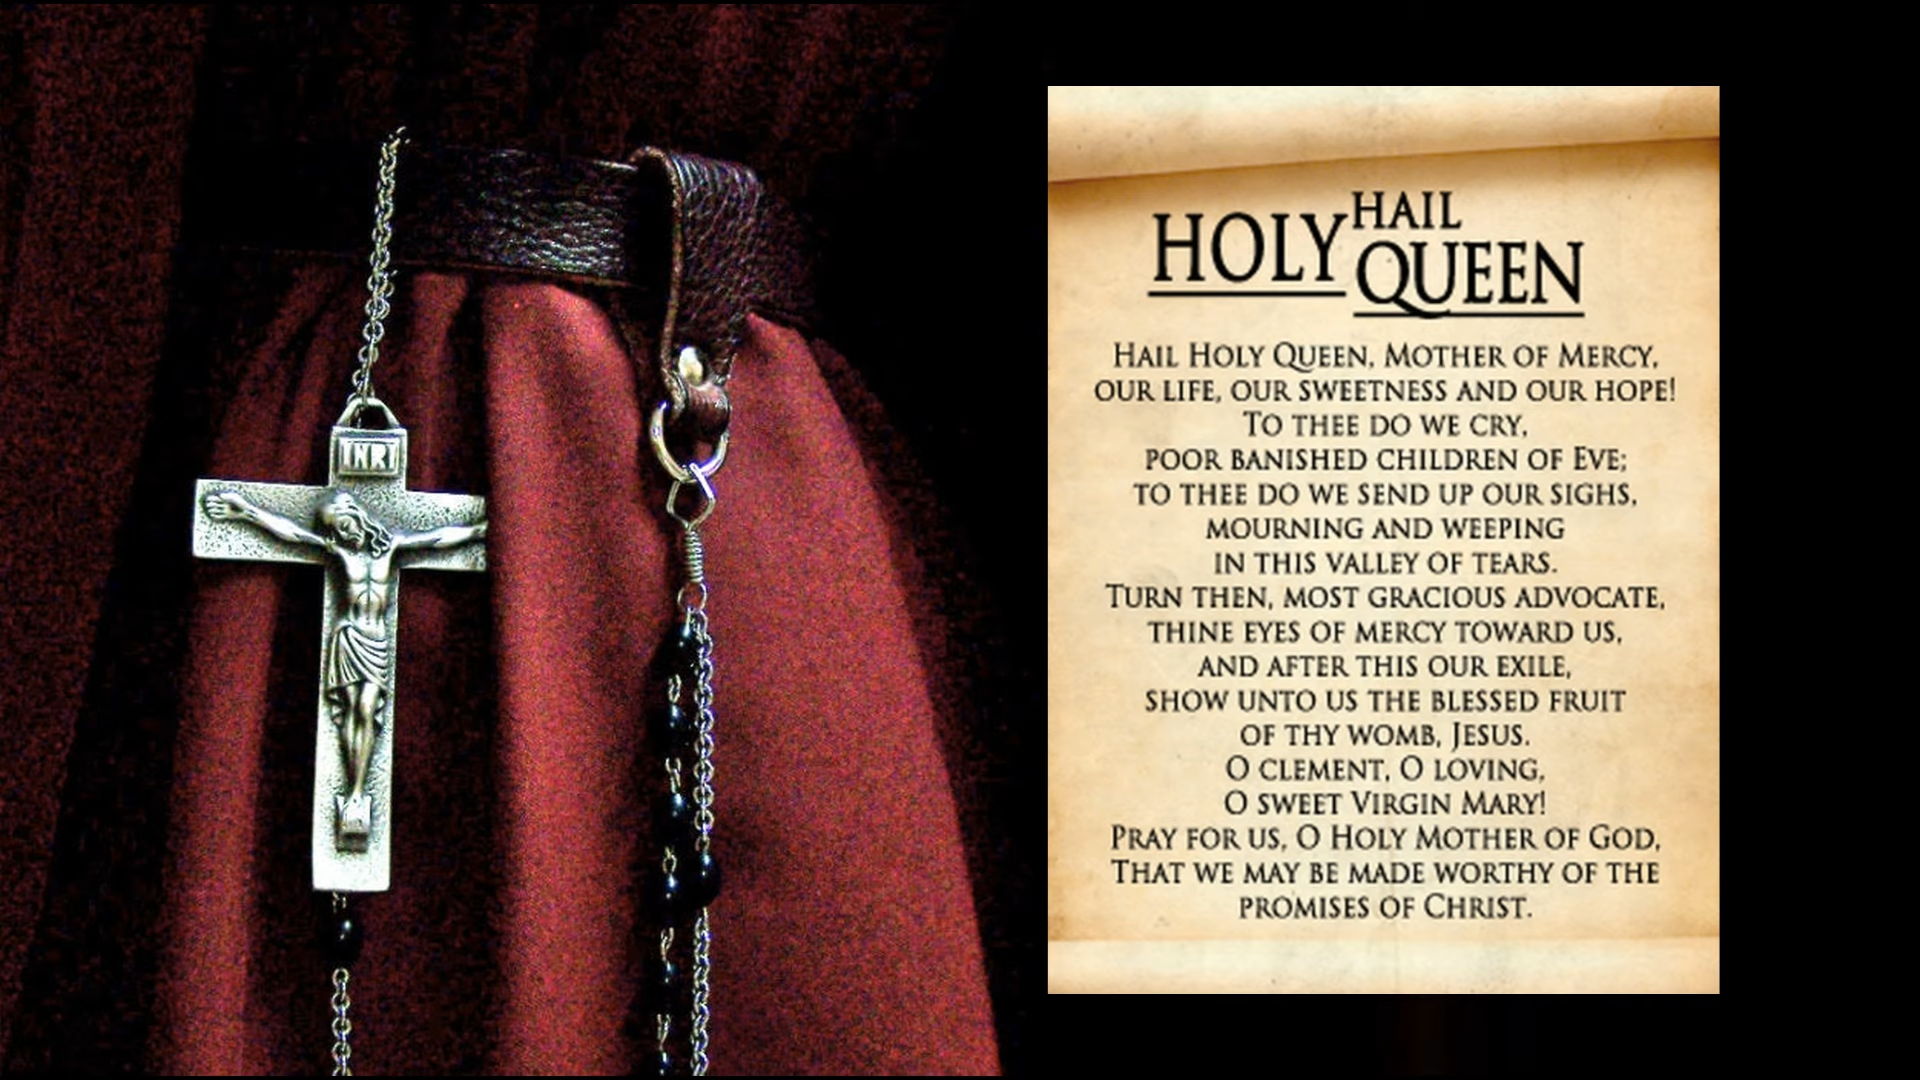 INRI
HOLY HAIL
QUEEN
HAIL HOLY QUEEN, MOTHER OF MERCY,
OUR LIFE, OUR SWEETNESS AND OUR HOPE!
TO THEE DO WE CRY,
POOR BANISHED CHILDREN OF EVE;
TO THEE DO WE SEND UP OUR SIGHS,
MOURNING AND WEEPING
IN THIS VALLEY OF TEARS.
TURN THEN, MOST GRACIOUS ADVOCATE,
THINE EYES OF MERCY TOWARD US,
AND AFTER THIS OUR EXILE,
SHOW UNTO US THE BLESSED FRUIT
OF THY WOMB, JESUS.
O CLEMENT, O LOVING,
O SWEET VIRGIN MARY!
PRAY FOR US, O HOLY MOTHER OF GOD,
THAT WE MAY BE MADE WORTHY OF THE
PROMISES OF CHRIST.